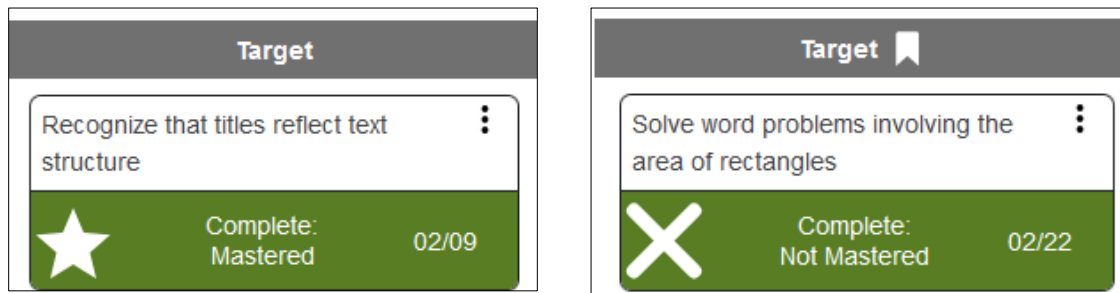 Target
Recognize that titles reflect text
structure
Complete:
Mastered
02/09
Target
Solve word problems involving the
area of rectangles
Complete:
Not Mastered
02/22